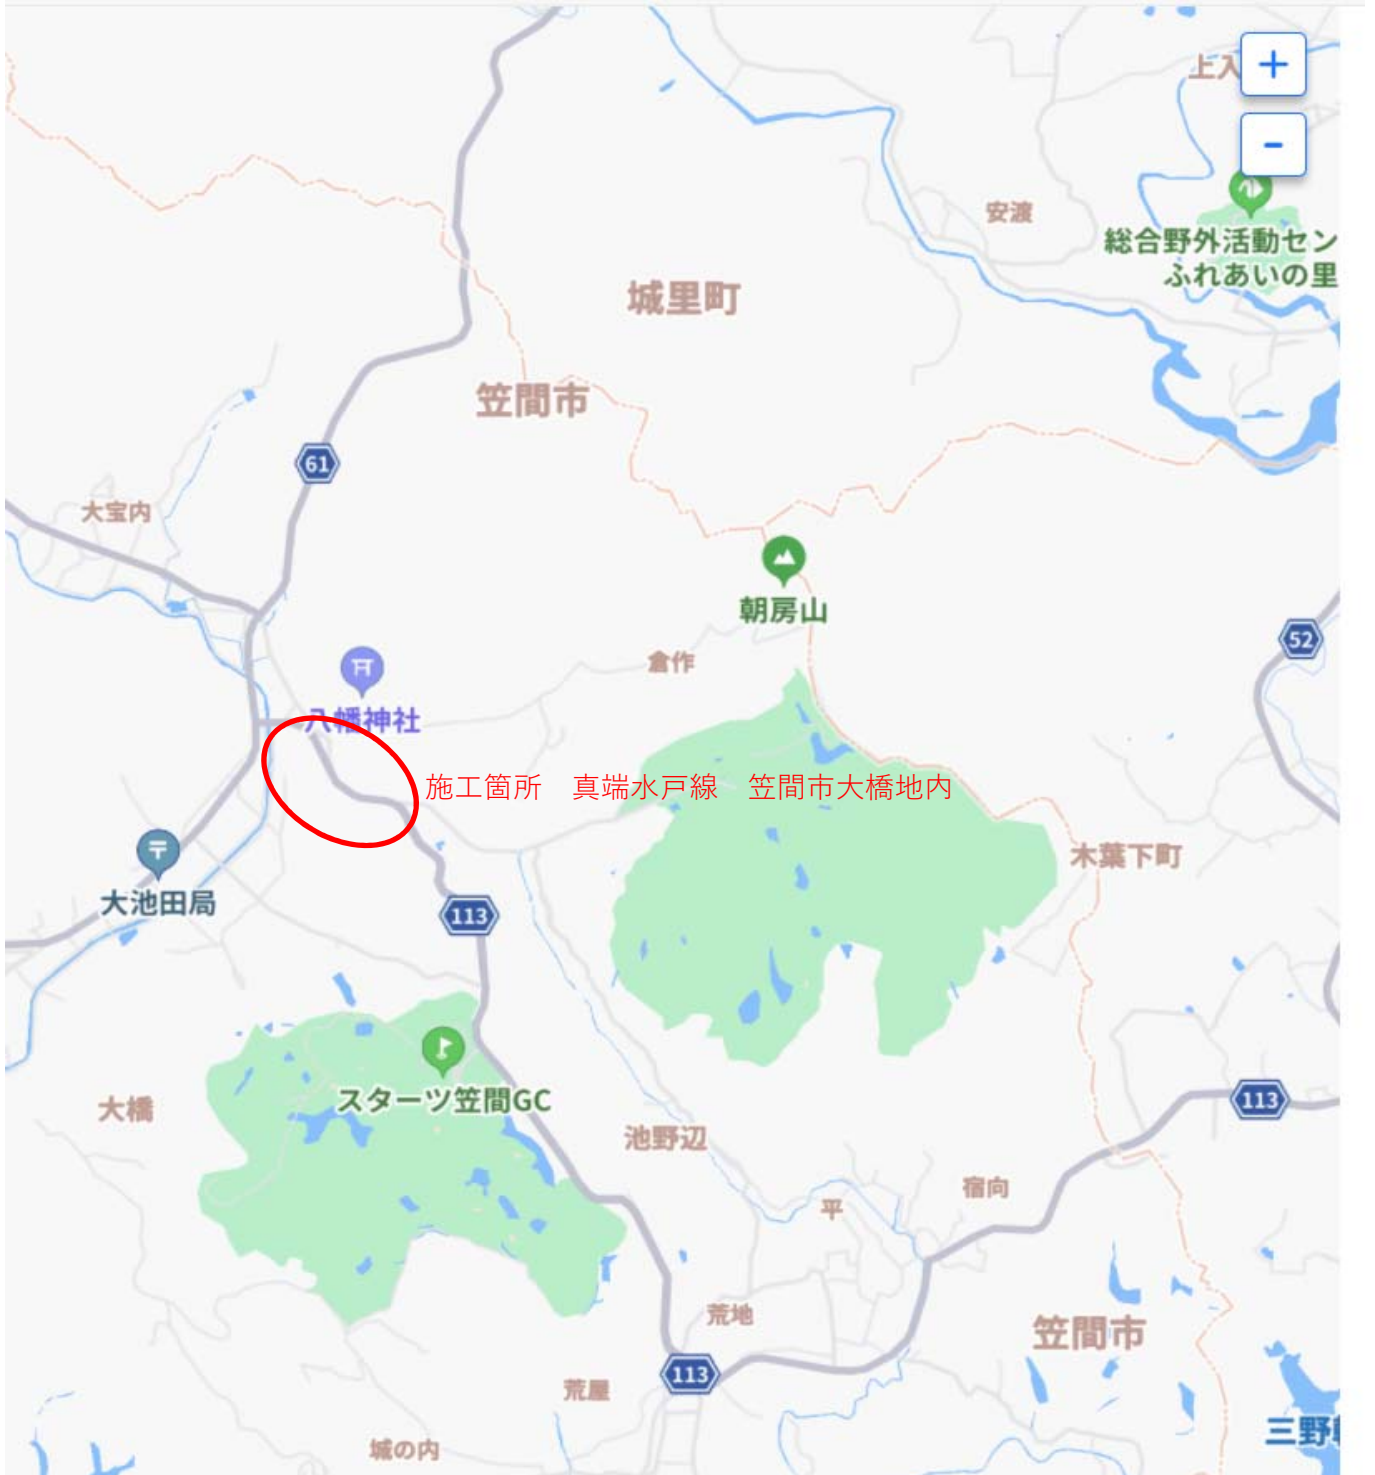 上入
+
-
安渡
総合野外活動セン
ふれあいの里
城里町
笠間市
61
大宝内
朝房山
52
倉作
八幡神社
施工箇所　真端水戸線　笠間市大橋地内
木葉下町
大池田局
113
スターツ笠間GC
大橋
113
池野辺
宿向
平
荒地
笠間市
113
荒屋
三野
城の内